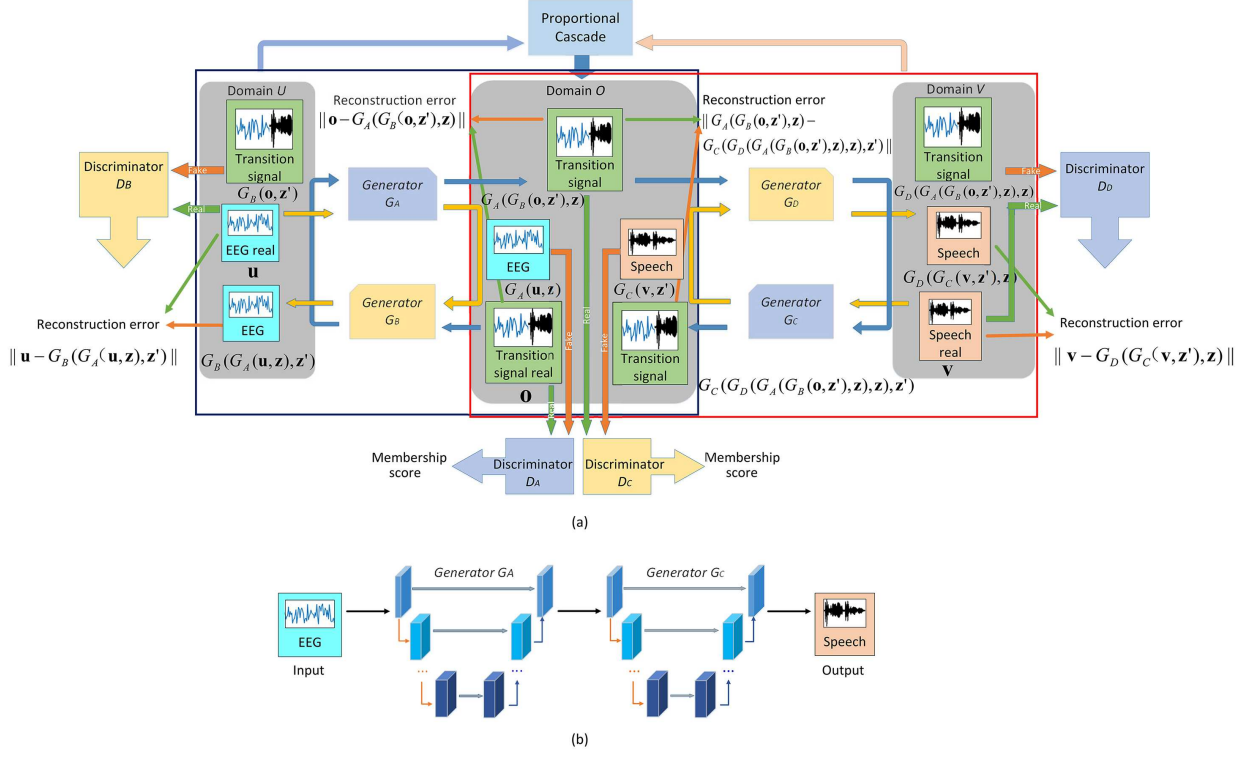 Proportional
Cascade
Domain U
Transition
signal
G_B(o, z')
EEG real
u
EEG
G_B(G_A(u, z), z')
Discriminator
D_B
Fake
Real
Reconstruction error
|| u − G_B(G_A(u, z), z') ||
Generator
G_A
Generator
G_B
Reconstruction error
|| o − G_A(G_B(o, z'), z) ||
Domain O
Transition
signal
G_A(G_B(o, z'), z)
EEG
G_A(u, z)
Speech
G_C(v, z')
Transition
signal real
o
Transition
signal
G_C(G_D(G_A(G_B(o, z'), z), z), z')
Real
Fake
Real
Fake
Reconstruction error
|| G_A(G_B(o, z'), z) −
G_C(G_D(G_A(G_B(o, z'), z), z), z') ||
Generator
G_D
Generator
G_C
Domain V
Transition
signal
G_D(G_A(G_B(o, z'), z), z)
Speech
G_D(G_C(v, z'), z)
Speech
real
v
Fake
Real
Discriminator
D_D
Reconstruction error
|| v − G_D(G_C(v, z'), z) ||
Membership
score
Discriminator
D_A
Discriminator
D_C
Membership
score
(a)
EEG
Input
Generator G_A
...
...
Generator G_C
...
...
Speech
Output
(b)